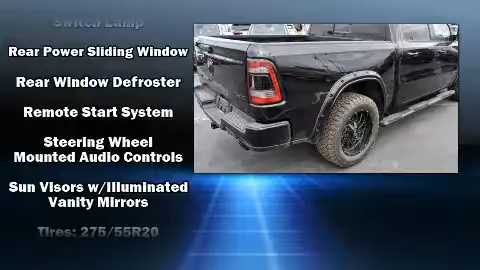 Switch Lamp
Rear Power Sliding Window
Rear Window Defroster
Remote Start System
Steering Wheel
Mounted Audio Controls
Sun Visors w/Illuminated
Vanity Mirrors
Tires: 275/55R20